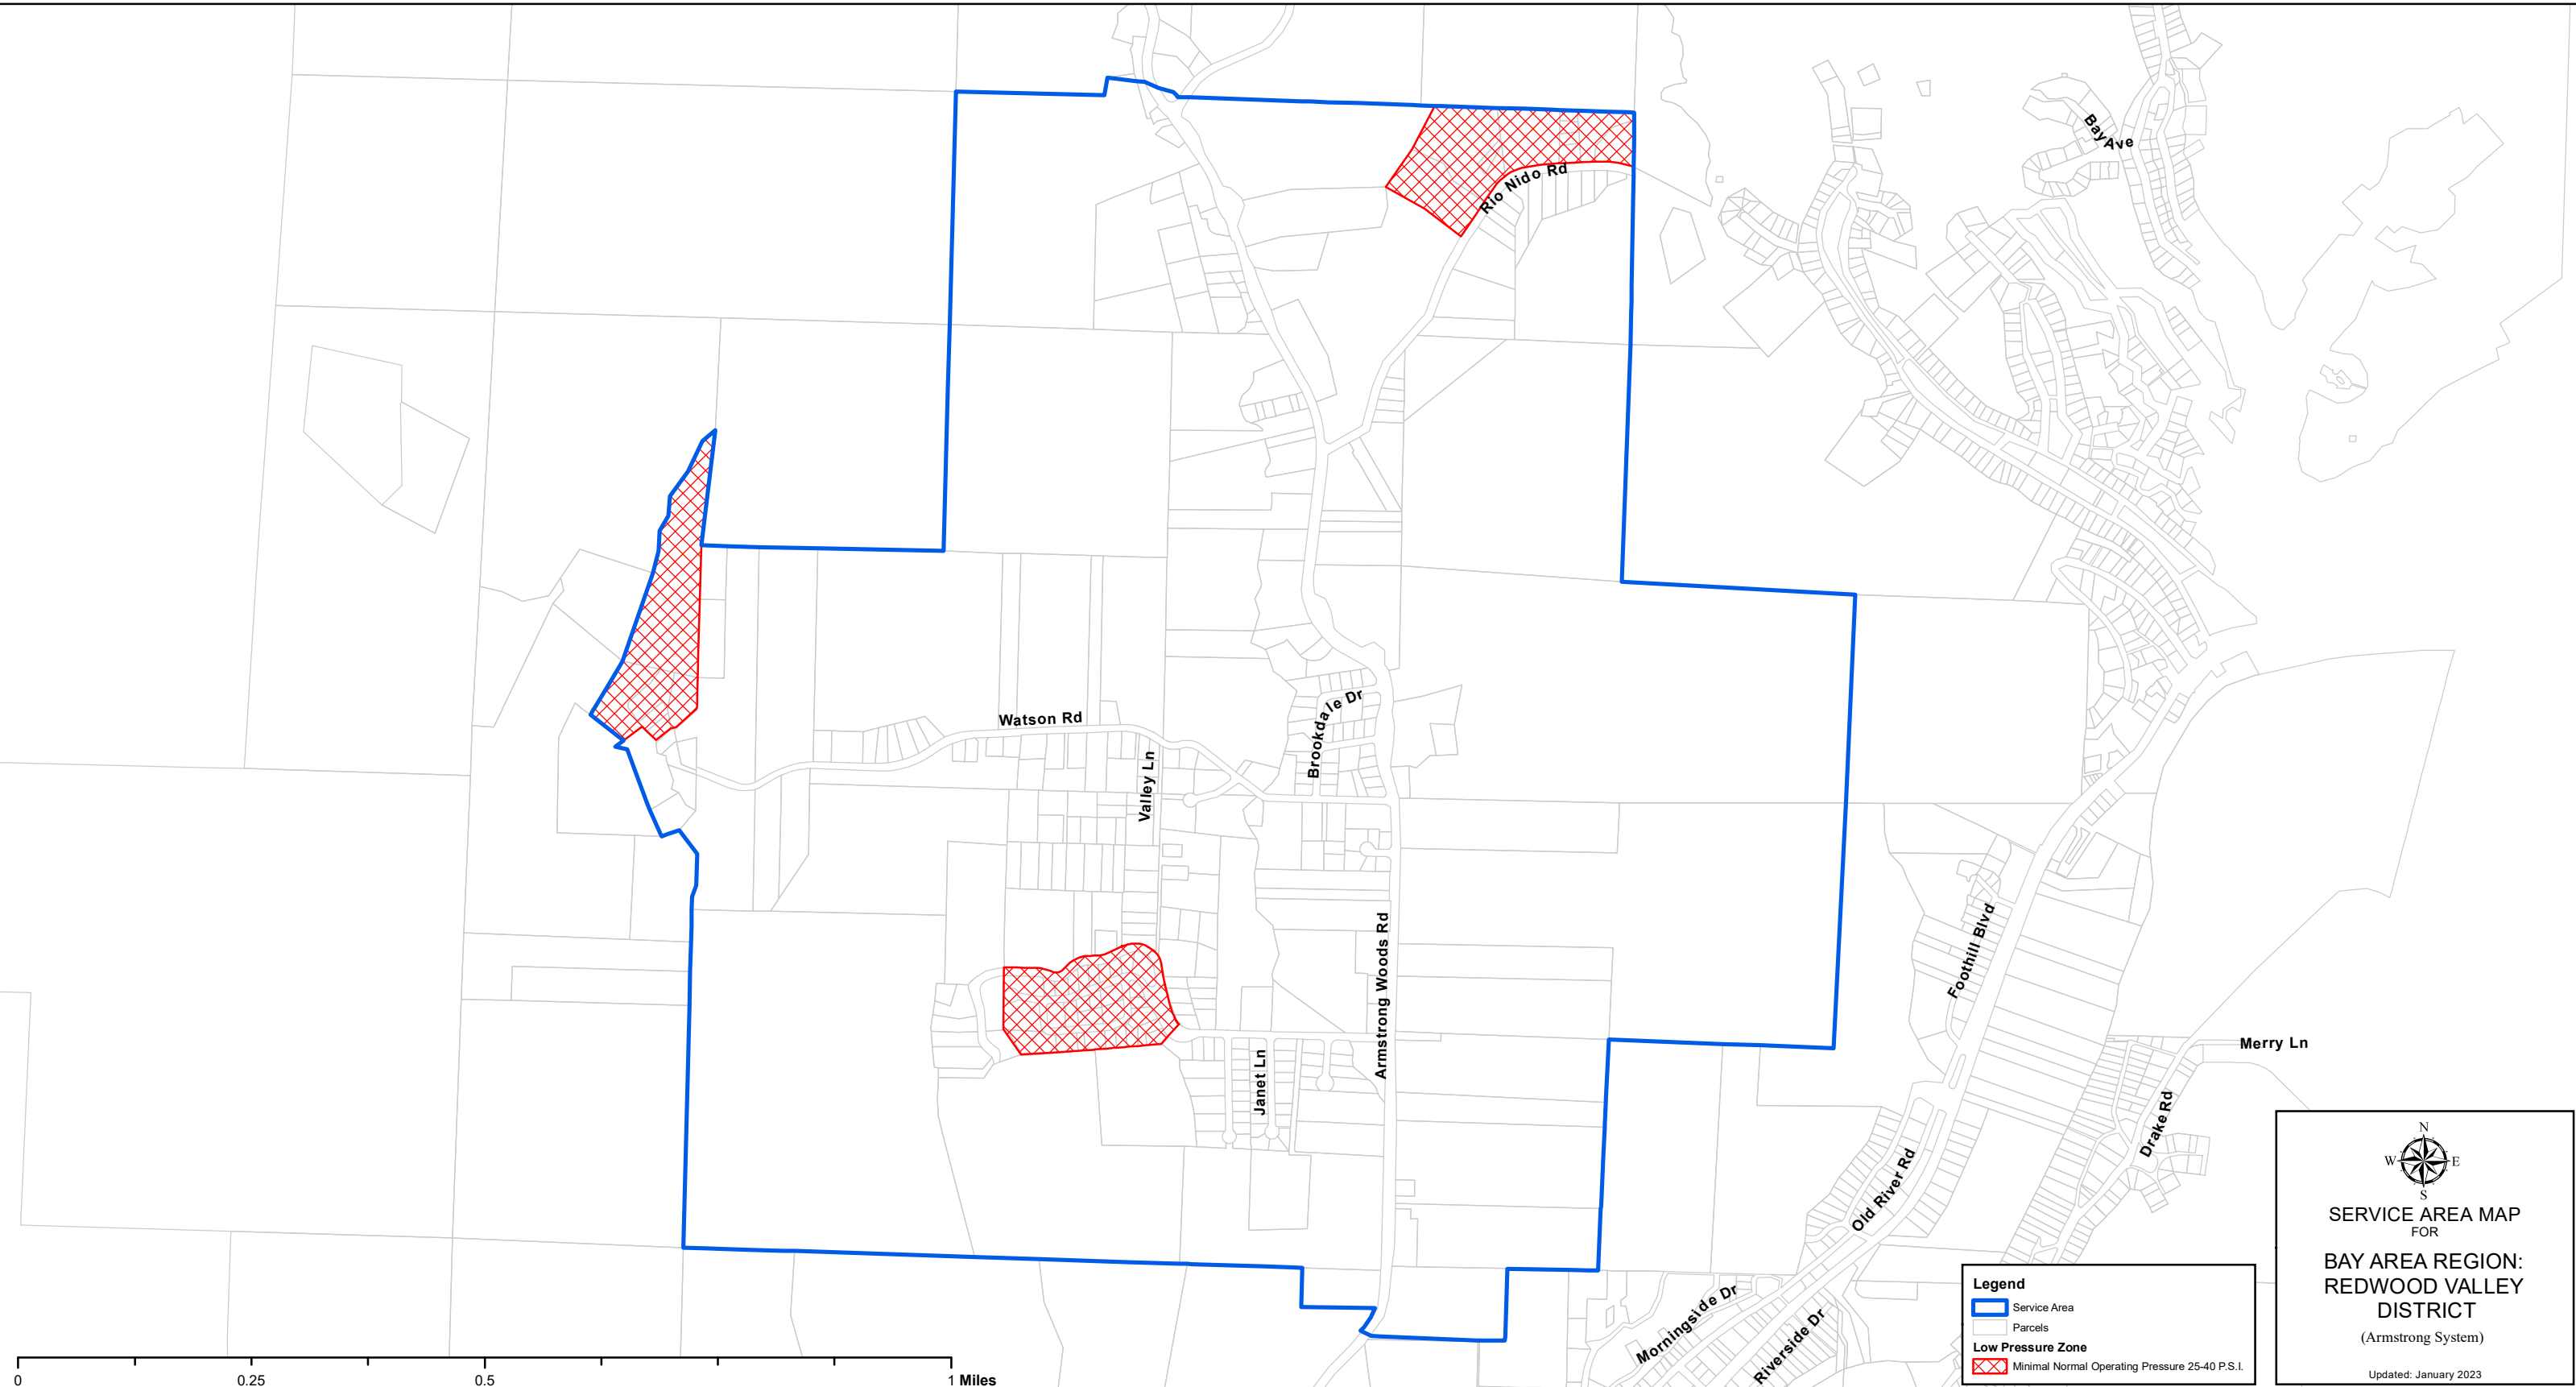 Bay Ave
Rio Nido Rd
Brookdale Dr
Watson Rd
Valley Ln
Armstrong Woods Rd
Foothill Blvd
Janet Ln
Merry Ln
Drake Rd
Old River Rd
Morningside Dr
Riverside Dr
0 0.25 0.5 1 Miles
Legend
Service Area
Parcels
Low Pressure Zone
Minimal Normal Operating Pressure 25-40 P.S.I.
N
W E
S
SERVICE AREA MAP
FOR
BAY AREA REGION:
REDWOOD VALLEY
DISTRICT
(Armstrong System)
Updated: January 2023